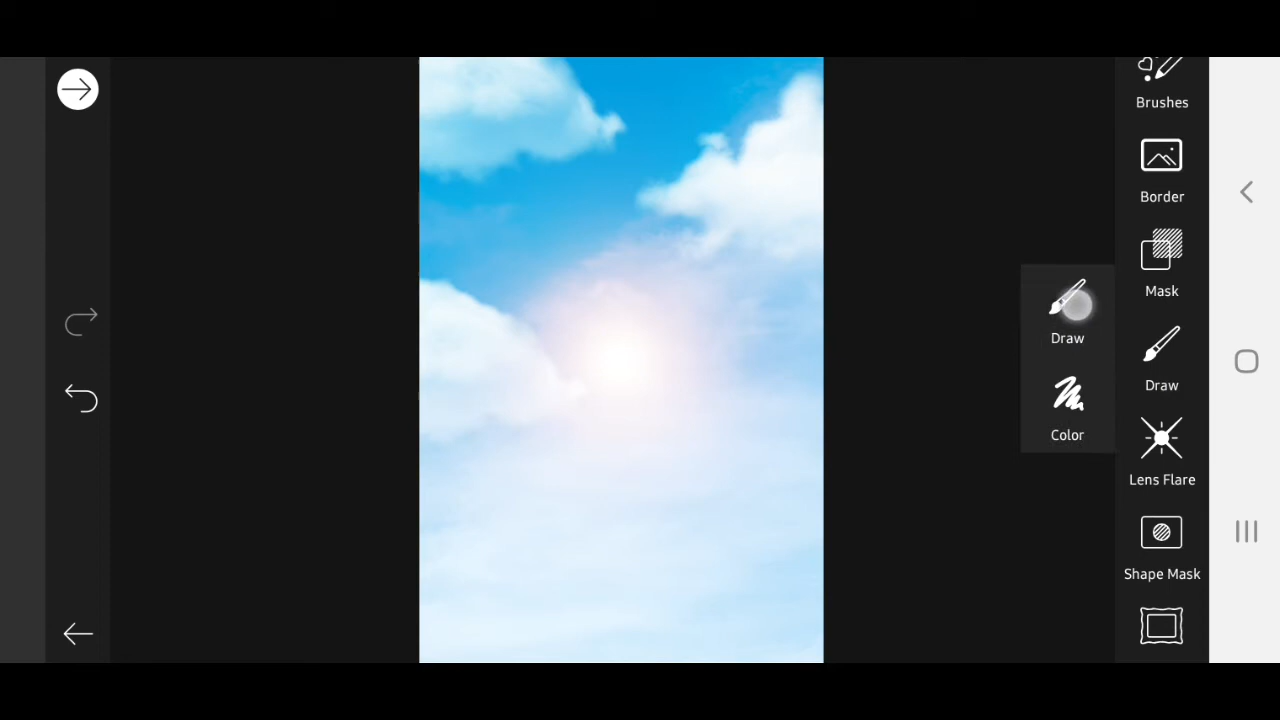 Brushes
Border
Mask
Draw
Draw
Color
Lens Flare
Shape Mask